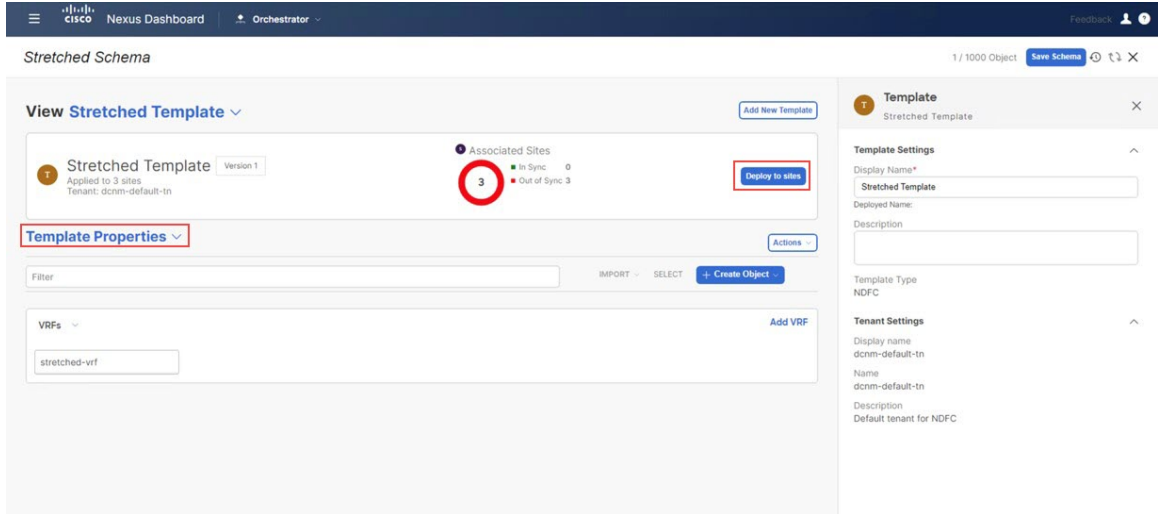 CISCO Nexus Dashboard Orchestrator Feedback
Stretched Schema
1 / 1000 Object Save Schema
View Stretched Template
Add New Template
T
Stretched Template Version 1
Applied to 3 sites
Tenant: dcnm-default-tn
Associated Sites
3
In Sync 0
Out of Sync 3
Deploy to sites
Template Properties
Actions
Filter
IMPORT SELECT + Create Object
VRFs
Add VRF
stretched-vrf
T
Template
Stretched Template
Template Settings
Display Name*
Stretched Template
Deployed Name:
Description
Template Type
NDFC
Tenant Settings
Display name
dcnm-default-tn
Name
dcnm-default-tn
Description
Default tenant for NDFC